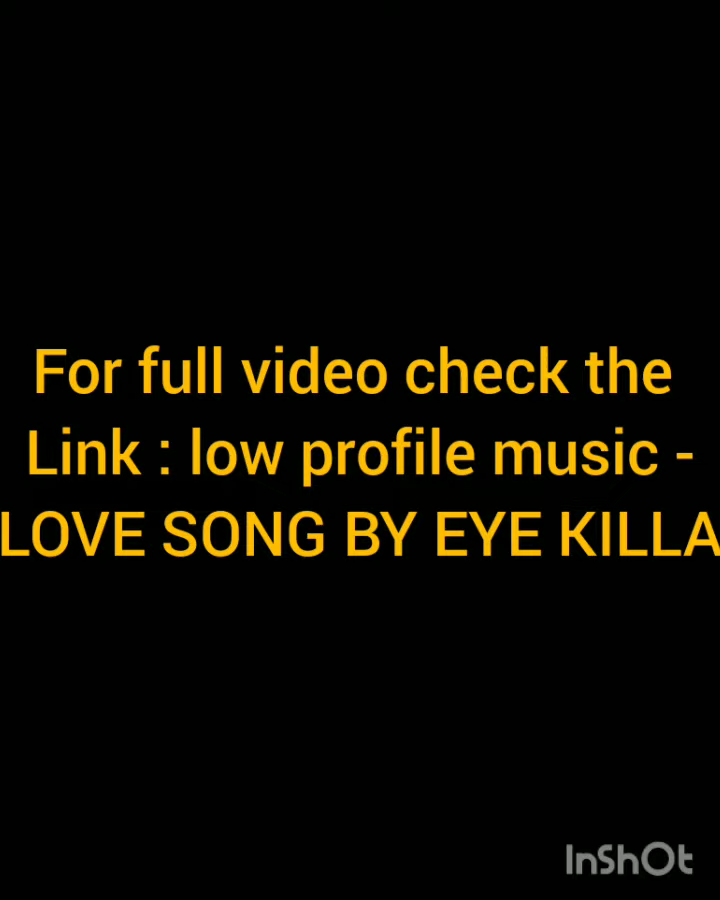 For full video check the
Link : low profile music -
LOVE SONG BY EYE KILLA
InShOt